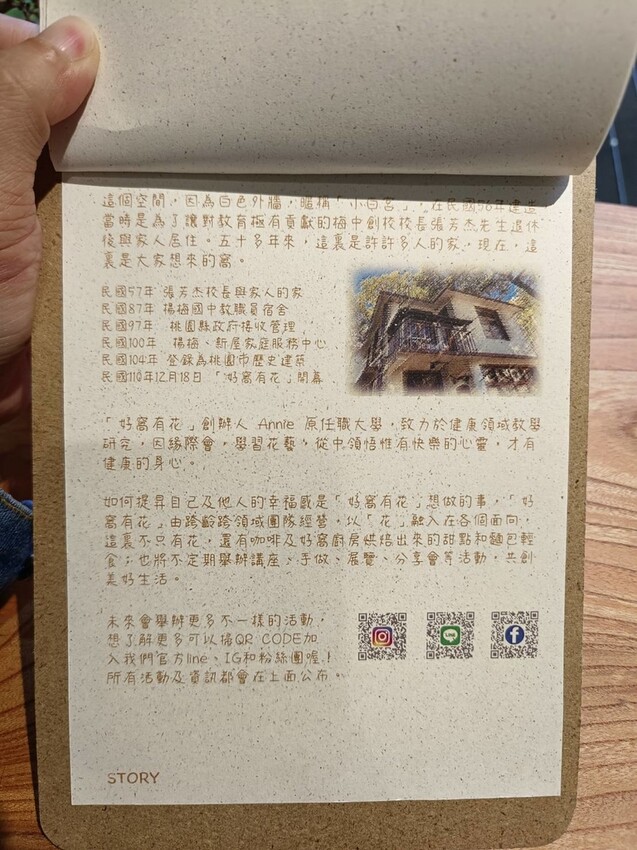 這個空間，因為白色外牆，暱稱「小白宮」，在民國56年建造
當時是為了讓對教育極有貢獻的梅中創校校長張芳杰先生退休
後與家人居住。五十多年來，這裏是許許多人的家，現在，這
裏是大家想來的窩。
民國57年 張芳杰校長與家人的家
民國87年 楊梅國中教職員宿舍
民國97年 桃園縣政府接收管理
民國100年 楊梅、新屋家庭服務中心
民國104年 登錄為桃園市歷史建築
民國110年12月18日 「好窩有花」開幕
「好窩有花」創辦人 Annie 原任職大學，致力於健康領域教學
研究，因緣際會，學習花藝，從中領悟惟有快樂的心靈，才有
健康的身心。
如何提昇自己及他人的幸福感是「好窩有花」想做的事，「好
窩有花」由跨齡跨領域團隊經營，以「花」融入在各個面向，
這裏不只有花，還有咖啡及好窩廚房烘焙出來的甜點和麵包輕
食；也將不定期舉辦講座、手做、展覽、分享會等活動，共創
美好生活。
未來會舉辦更多不一樣的活動，
想了解更多可以掃QR CODE加
入我們官方line、IG和粉絲團喔！
所有活動及資訊都會在上面公布。
LINE
STORY